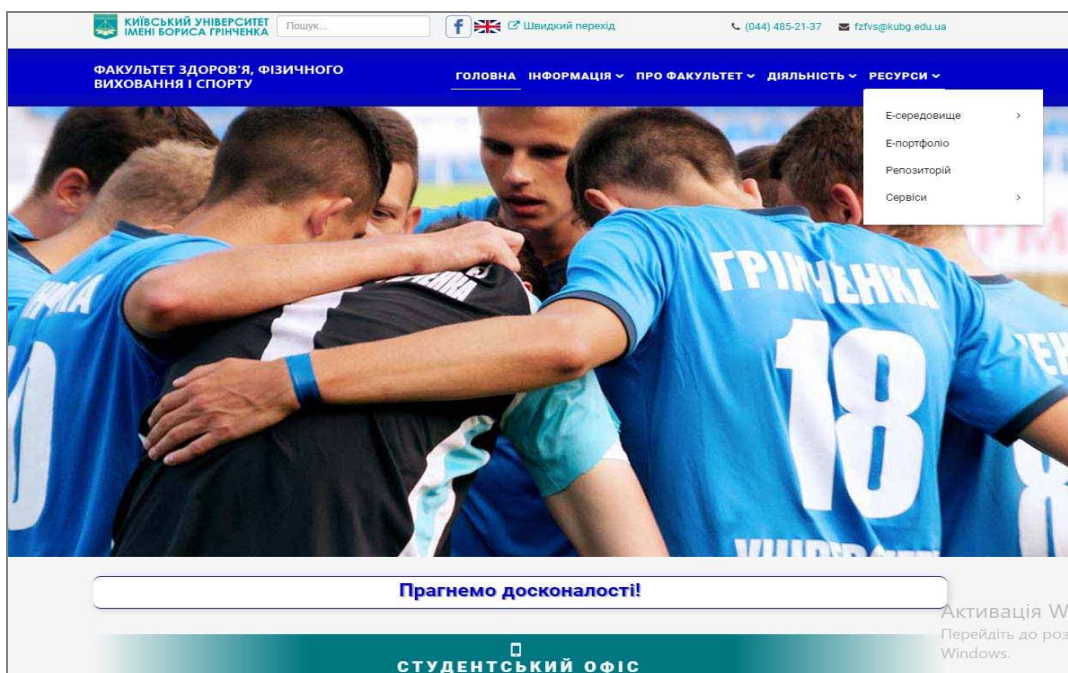 КИЇВСЬКИЙ УНІВЕРСИТЕТ
ІМЕНІ БОРИСА ГРІНЧЕНКА
Пошук...
Швидкий перехід
(044) 485-21-37
fzfvs@kubg.edu.ua
ФАКУЛЬТЕТ ЗДОРОВ'Я, ФІЗИЧНОГО
ВИХОВАННЯ І СПОРТУ
ГОЛОВНА ІНФОРМАЦІЯ ПРО ФАКУЛЬТЕТ ДІЯЛЬНІСТЬ РЕСУРСИ
Е-середовище
Е-портфоліо
Репозиторій
Сервіси
ГРІНЧЕНКА
18
8
Прагнемо досконалості!
Активація W
Перейдіть до роз
Windows.
СТУДЕНТСЬКИЙ ОФІС